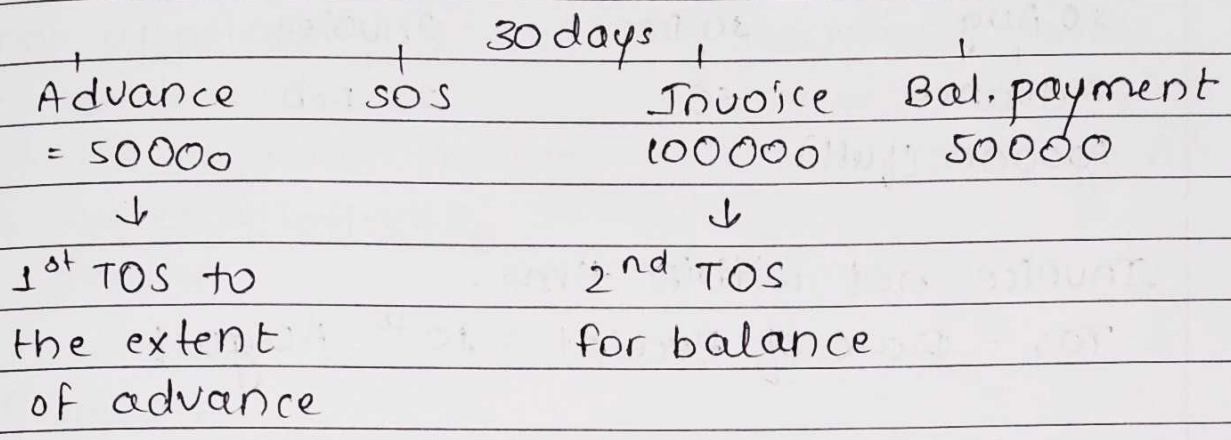 30 days
Advance SOS Invoice Bal. payment
= 50000 100000 50000
↓ ↓
1st TOS to 2nd TOS
the extent for balance
of advance